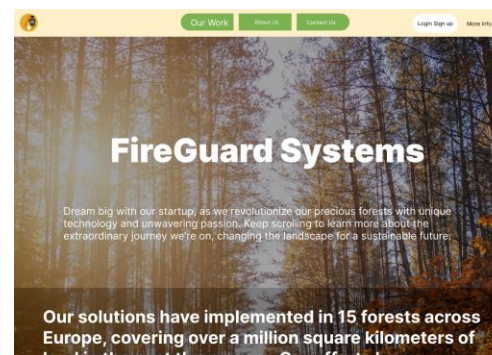 Our Work
About Us
Contact Us
Login Sign up
More Info
FireGuard Systems
Dream big with our startup, as we revolutionize our precious forests with unique
technology and unwavering passion. Keep scrolling to learn more about the
extraordinary journey we're on, changing the landscape for a sustainable future.
Our solutions have implemented in 15 forests across
Europe, covering over a million square kilometers of